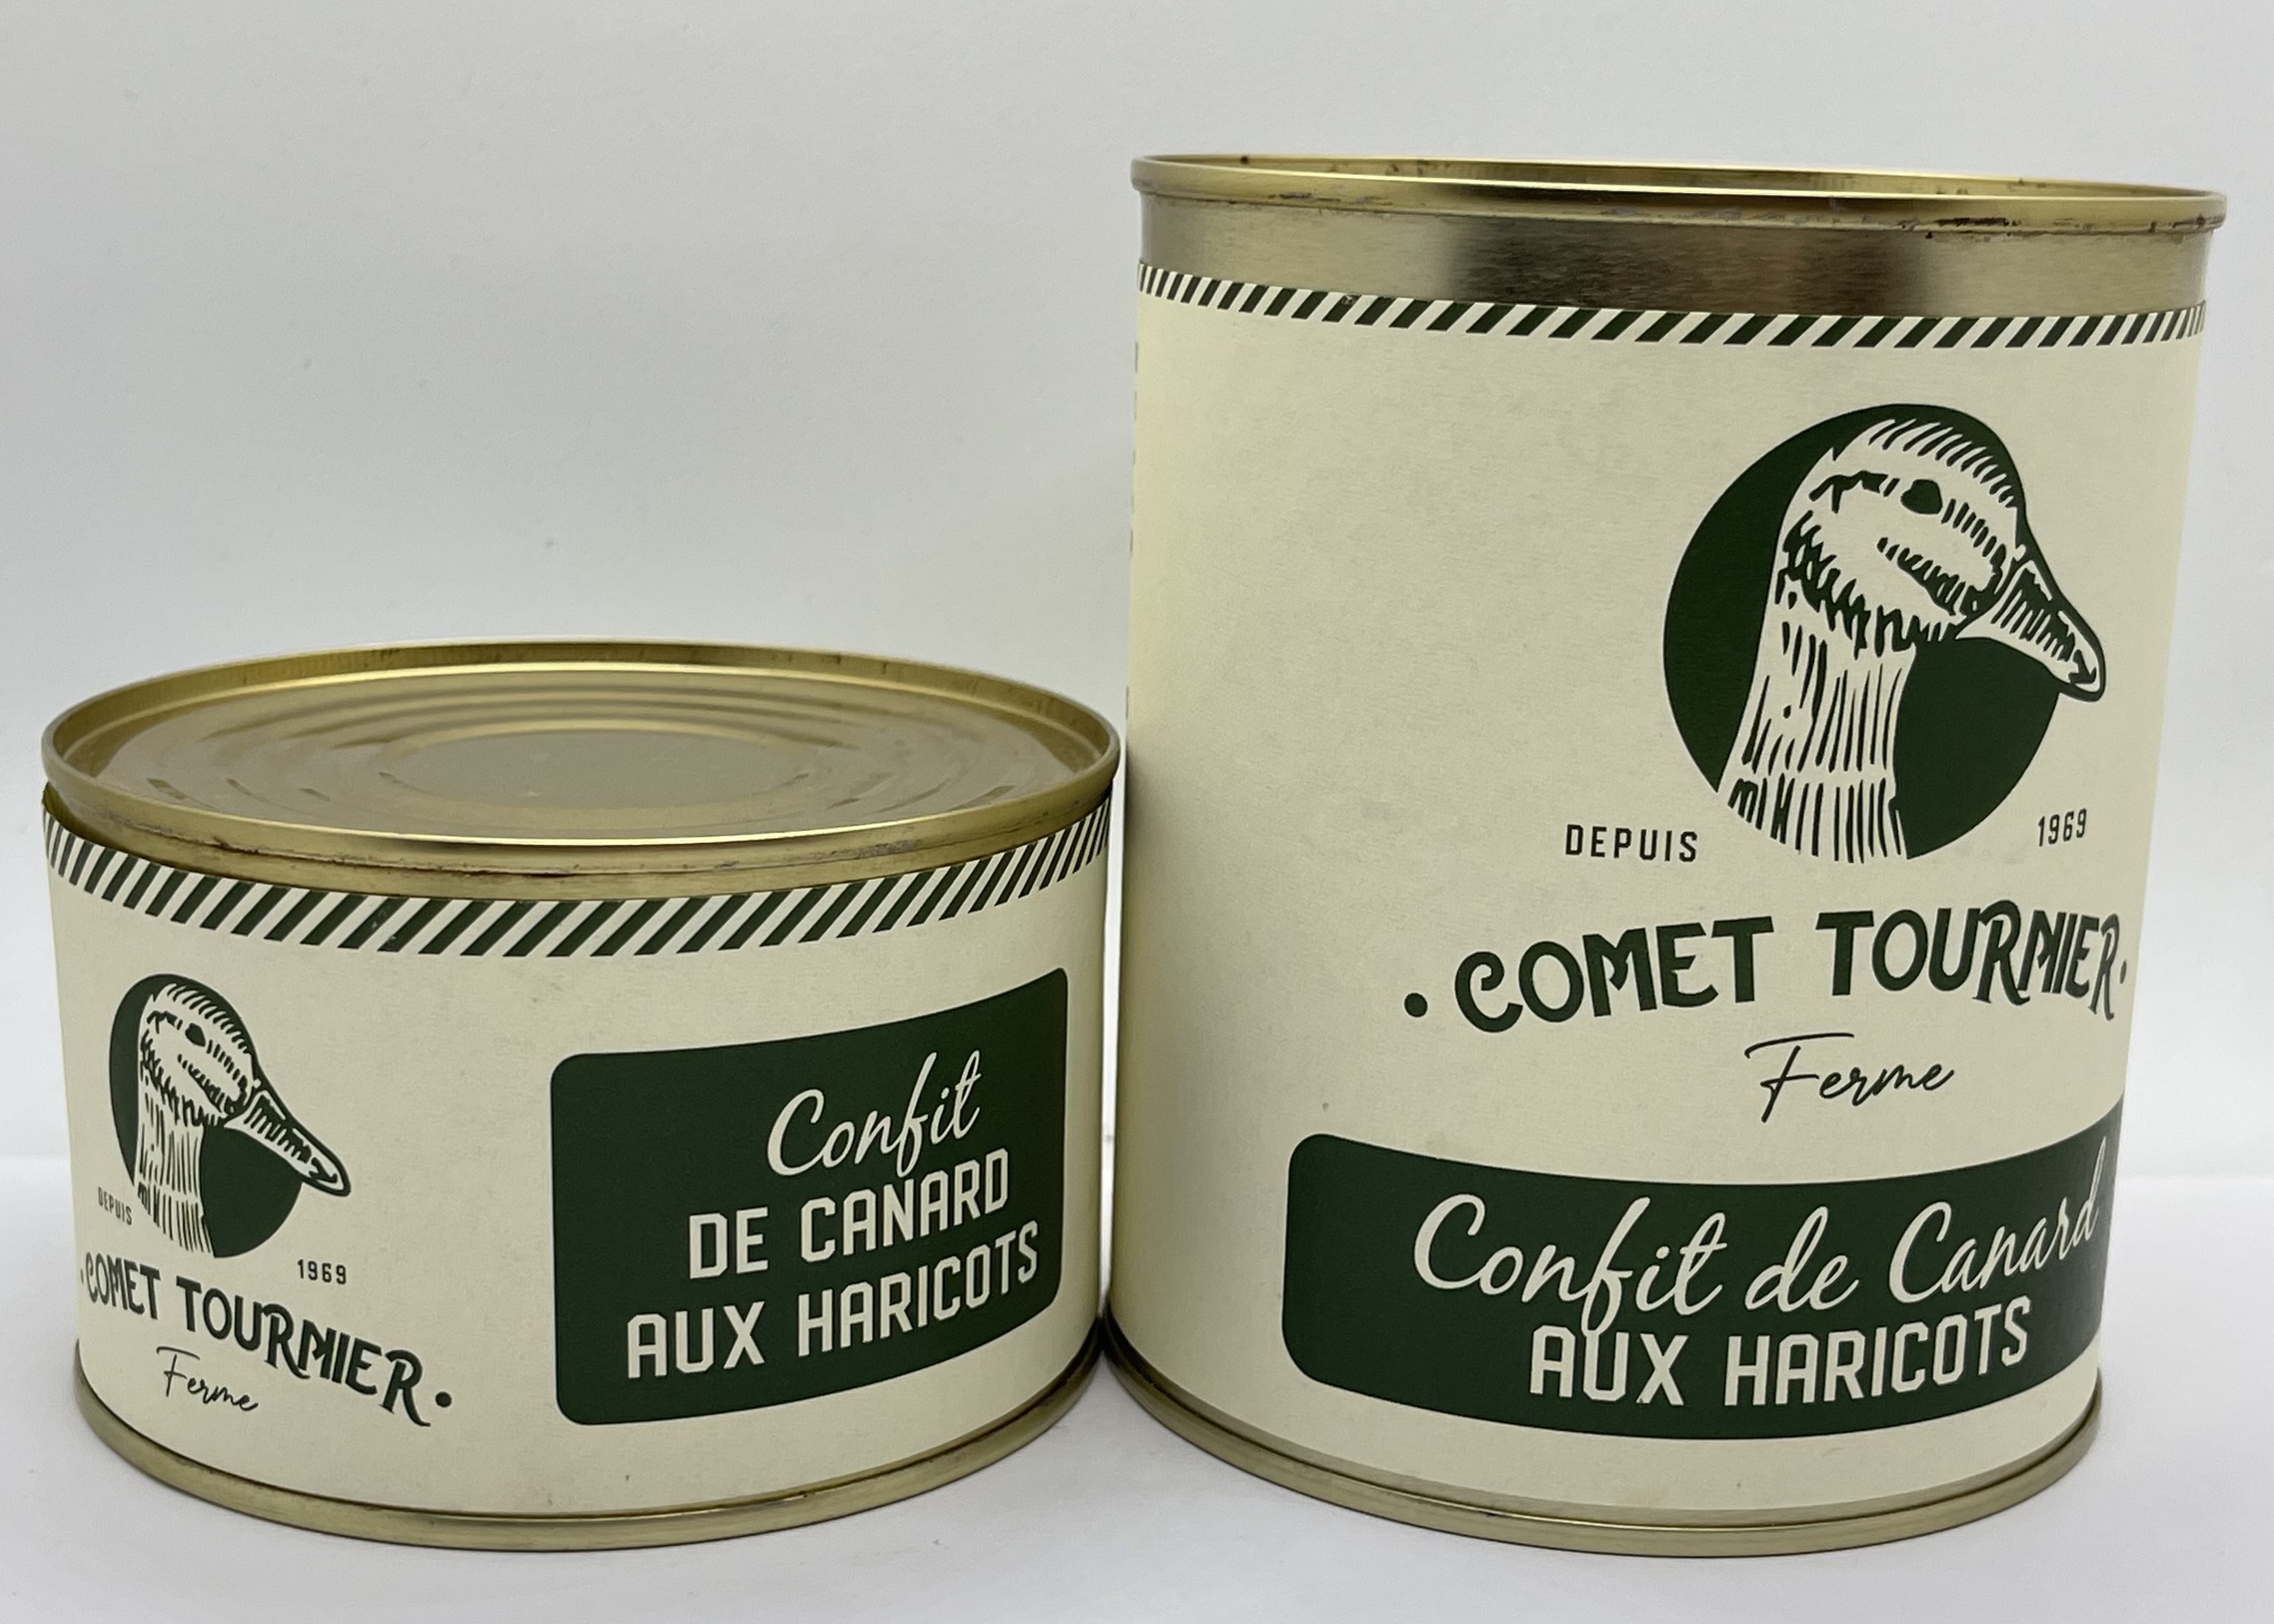 DEPUIS
1969
COMET TOURNIER
Ferme
Confit
DE CANARD
AUX HARICOTS
DEPUIS
1969
COMET TOURNIER
Ferme
Confit de Canard
AUX HARICOTS